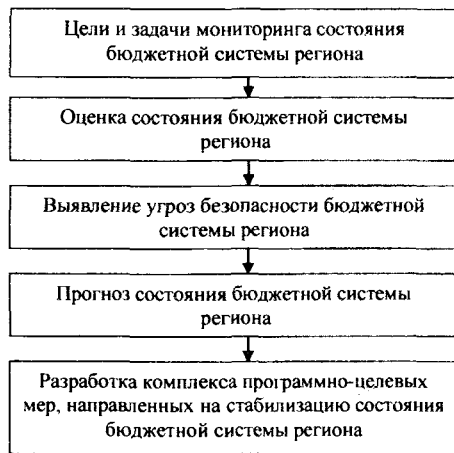 Цели и задачи мониторинга состояния
бюджетной системы региона
Оценка состояния бюджетной системы
региона
Выявление угроз безопасности бюджетной
системы региона
Прогноз состояния бюджетной системы
региона
Разработка комплекса программно-целевых
мер, направленных на стабилизацию состояния
бюджетной системы региона